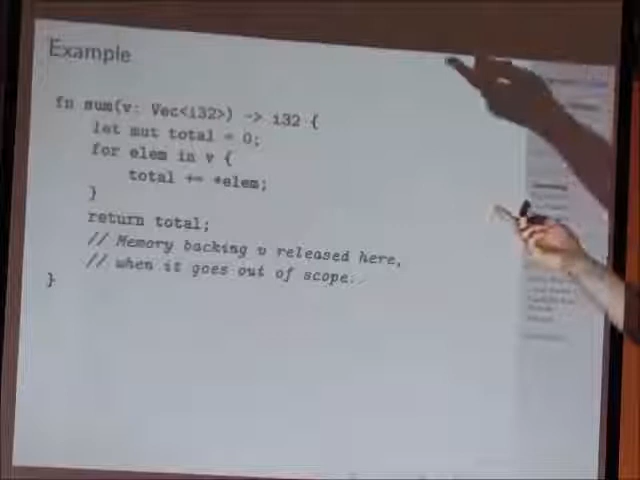 Example
fn sum(v: Vec<i32>) -> i32 {
let mut total = 0;
for elem in v {
total += *elem;
}
return total;
// Memory backing v released here,
// when it goes out of scope.
}